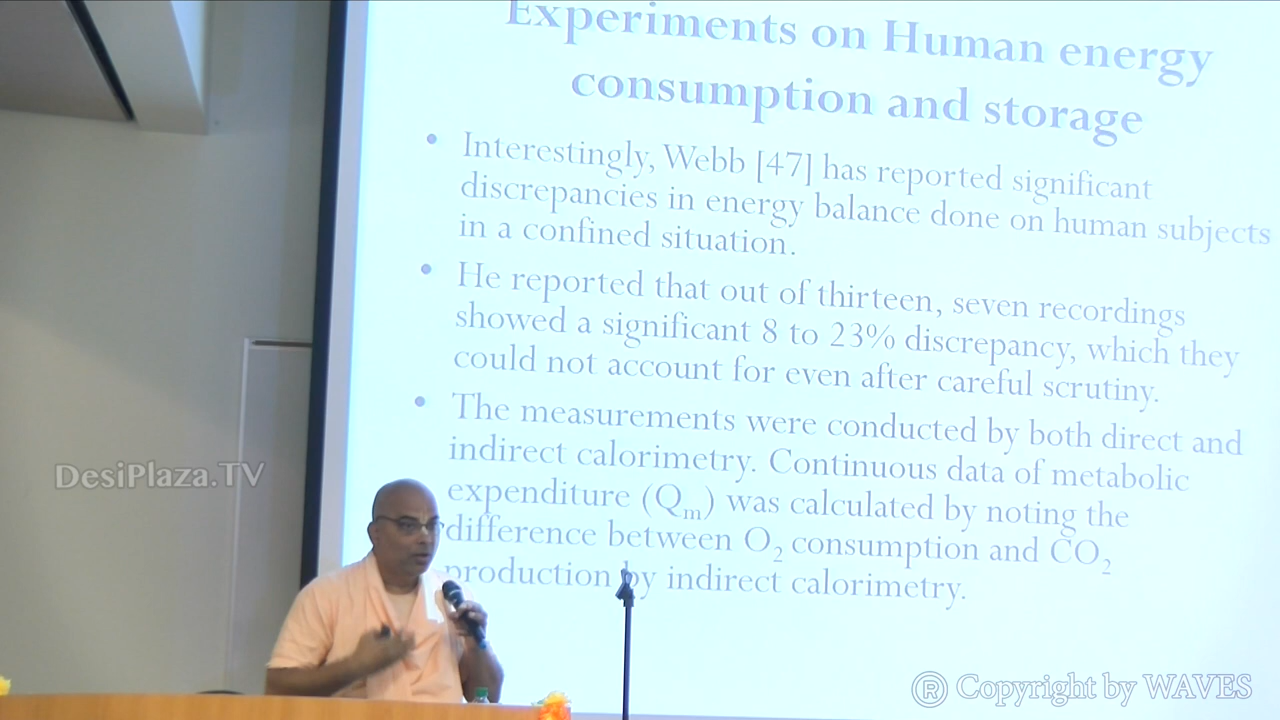 Experiments on Human energy
consumption and storage
• Interestingly, Webb [47] has reported significant
discrepancies in energy balance done on human subjects
in a confined situation.
• He reported that out of thirteen, seven recordings
showed a significant 8 to 23% discrepancy, which they
could not account for even after careful scrutiny.
• The measurements were conducted by both direct and
indirect calorimetry. Continuous data of metabolic
expenditure (Qₘ) was calculated by noting the
difference between O₂ consumption and CO₂
production by indirect calorimetry.
DesiPlaza.TV
® Copyright by WAVES